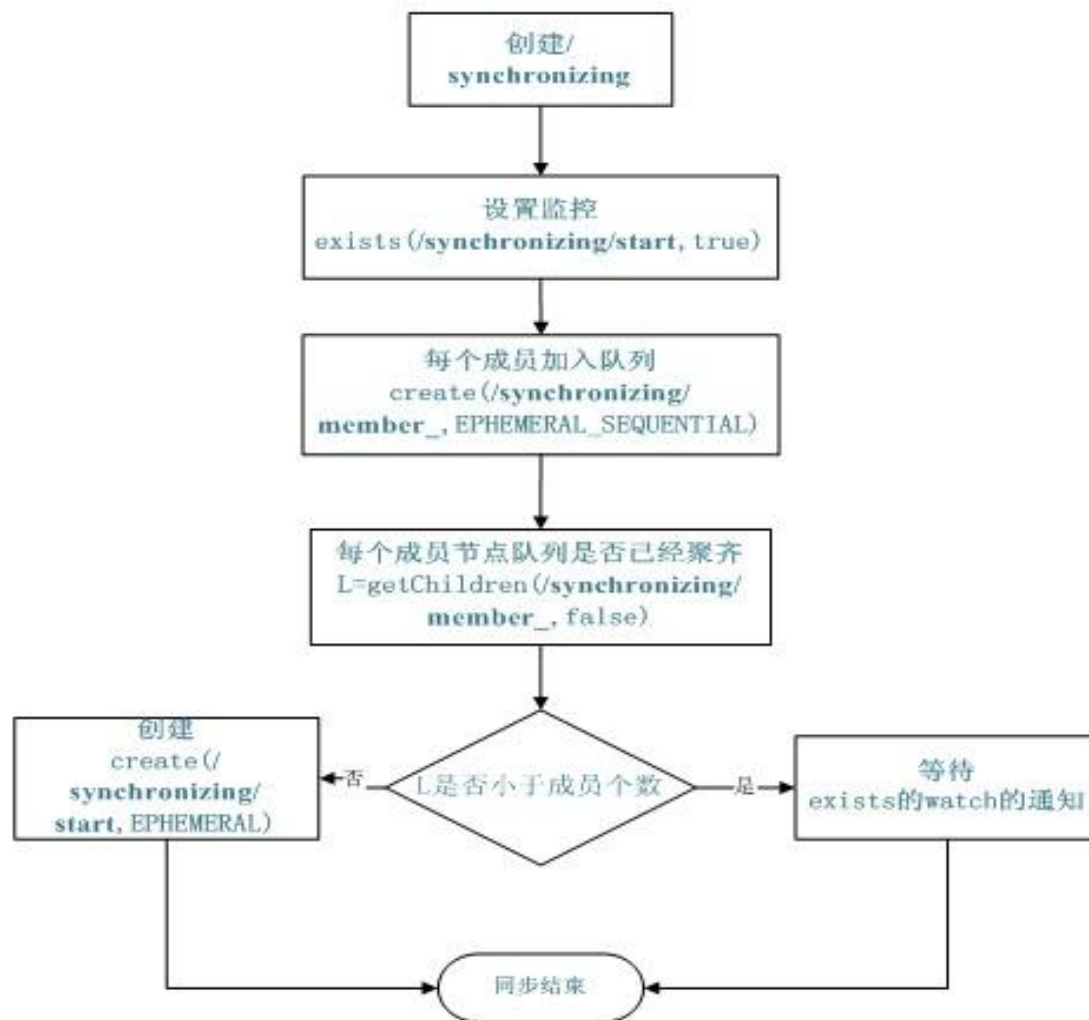 创建/
synchronizing
设置监控
exists(/synchronizing/start,true)
每个成员加入队列
create(/synchronizing/
member_,EPHEMERAL_SEQUENTIAL)
每个成员节点队列是否已经聚齐
L=getChildren(/synchronizing/
member_,false)
创建
create(/
synchronizing/
start,EPHEMERAL)
否
L是否小于成员个数
是
等待
exists的watch的通知
同步结束